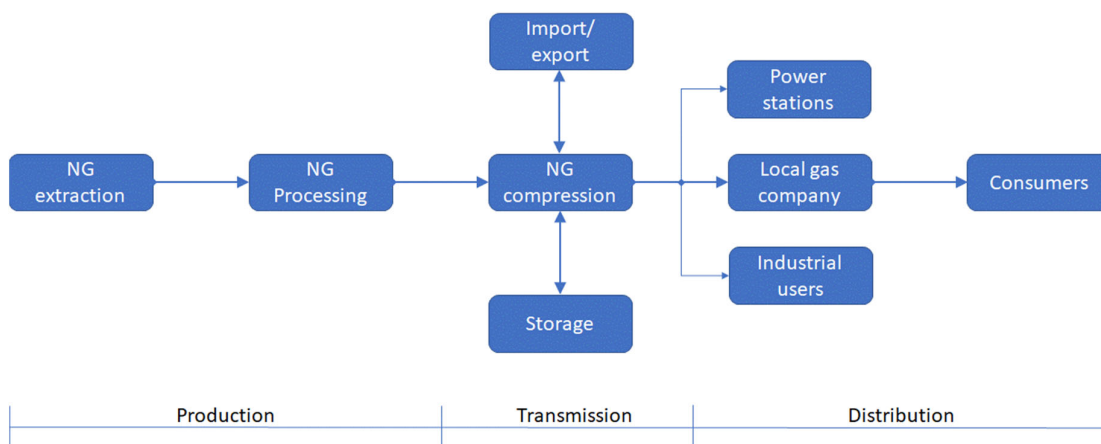 Import/
export
Power
stations
NG
extraction
NG
Processing
NG
compression
Local gas
company
Consumers
Industrial
users
Storage
Production
Transmission
Distribution